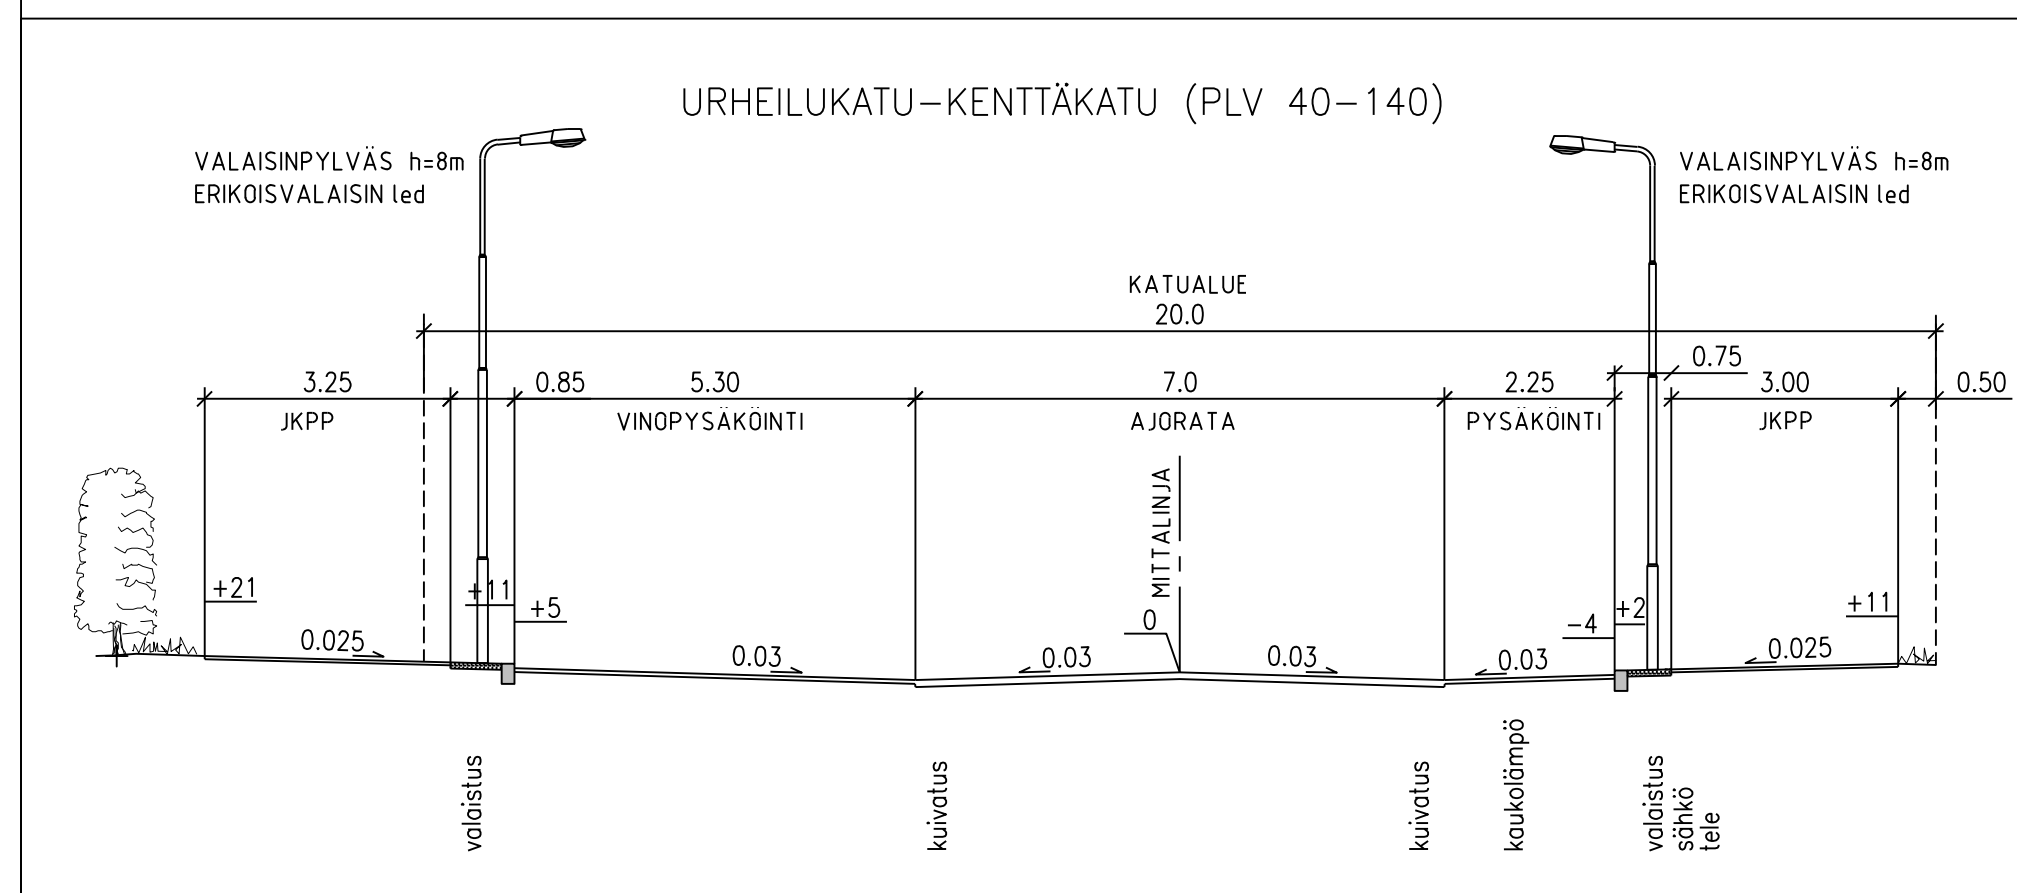 URHEILUKATU-KENTTÄKATU (PLV 40-140)
VALAISINPYLVÄS h=8m
ERIKOISVALAISIN led
VALAISINPYLVÄS h=8m
ERIKOISVALAISIN led
KATUALUE
20.0
0.75
3.25
0.85
5.30
7.0
2.25
3.00
0.50
JKPP
VINOPYSÄKÖINTI
AJORATA
PYSÄKÖINTI
JKPP
MITTALINJA
+21
+11
+5
0
-4
+2
+11
0.025
0.03
0.03
0.03
0.03
0.025
valaistus
kuivatus
kuivatus
kaukolämpö
valaistus
sähkö
tele